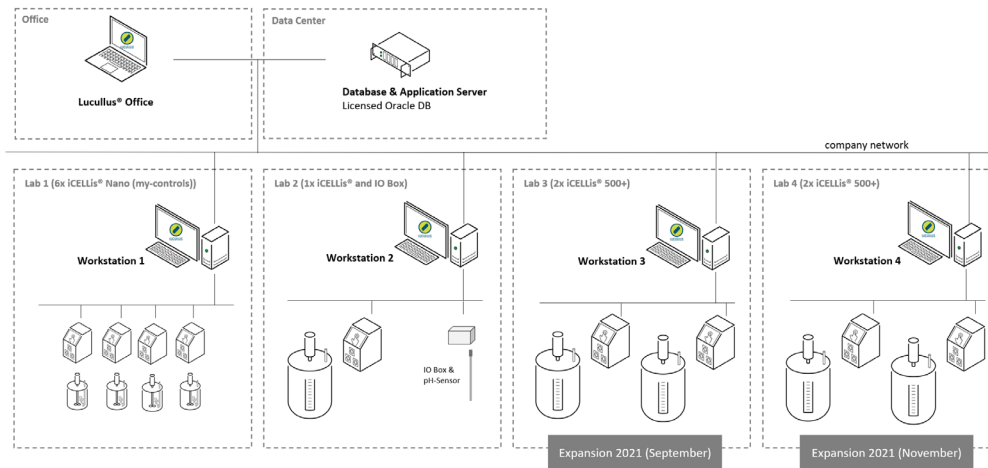 Office
Data Center
Lucullus® Office
Database & Application Server
Licensed Oracle DB
company network
Lab 1 (6x iCELLis® Nano (my-controls))
Lab 2 (1x iCELLis® and IO Box)
Lab 3 (2x iCELLis® 500+)
Lab 4 (2x iCELLis® 500+)
Workstation 1
Workstation 2
Workstation 3
Workstation 4
IO Box &
pH-Sensor
Expansion 2021 (September)
Expansion 2021 (November)